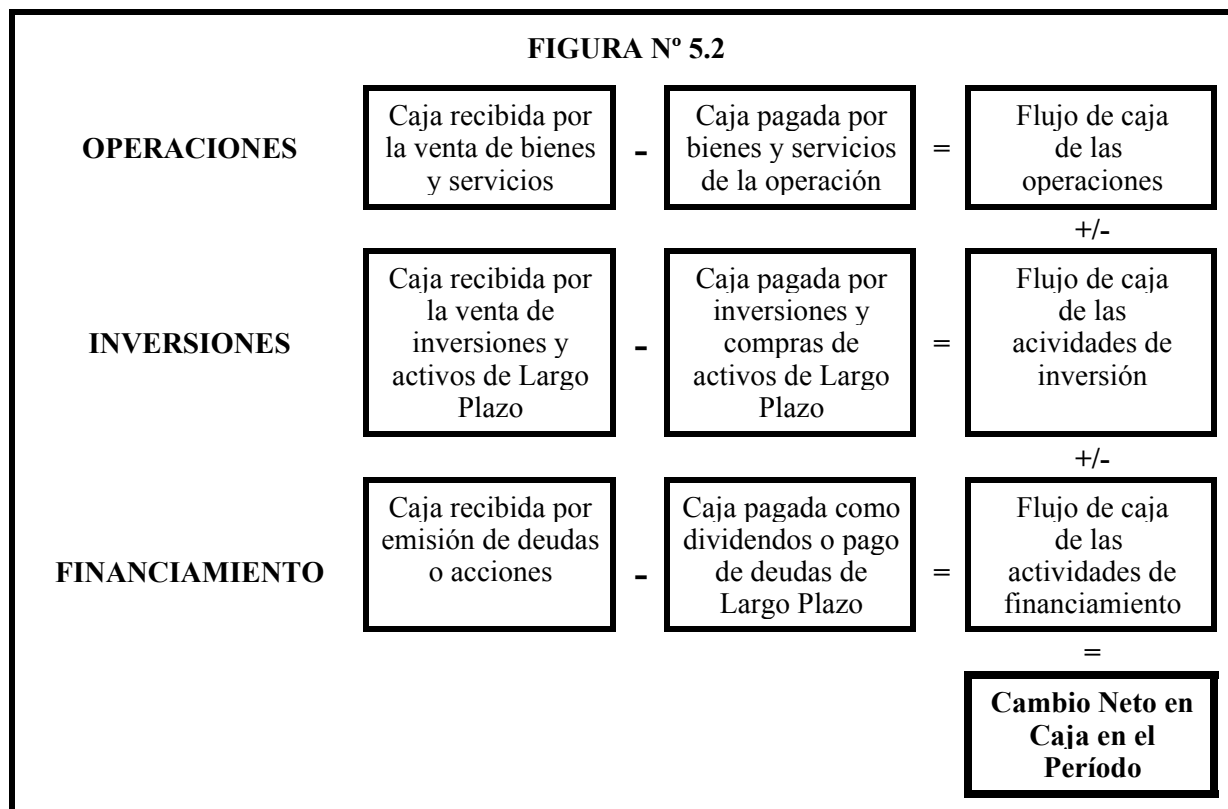 FIGURA Nº 5.2
OPERACIONES
Caja recibida por
la venta de bienes
y servicios
-
Caja pagada por
bienes y servicios
de la operación
=
Flujo de caja
de las
operaciones
+/-
INVERSIONES
Caja recibida por
la venta de
inversiones y
activos de Largo
Plazo
-
Caja pagada por
inversiones y
compras de
activos de Largo
Plazo
=
Flujo de caja
de las
acividades de
inversión
+/-
FINANCIAMIENTO
Caja recibida por
emisión de deudas
o acciones
-
Caja pagada como
dividendos o pago
de deudas de
Largo Plazo
=
Flujo de caja
de las
actividades de
financiamiento
=
Cambio Neto en
Caja en el
Período